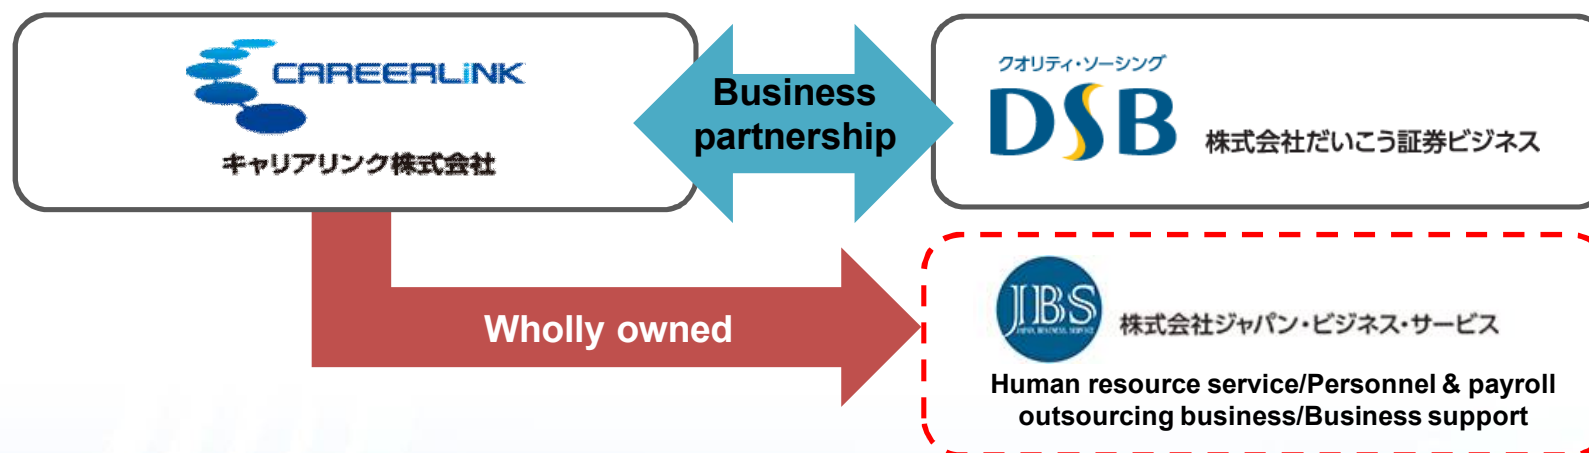 CAREERLiNK
キャリアリンク株式会社
Business
partnership
クオリティ・ソーシング
DSB
株式会社だいこう証券ビジネス
Wholly owned
JBS
JAPAN BUSINESS SERVICE
株式会社ジャパン・ビジネス・サービス
Human resource service/Personnel & payroll
outsourcing business/Business support